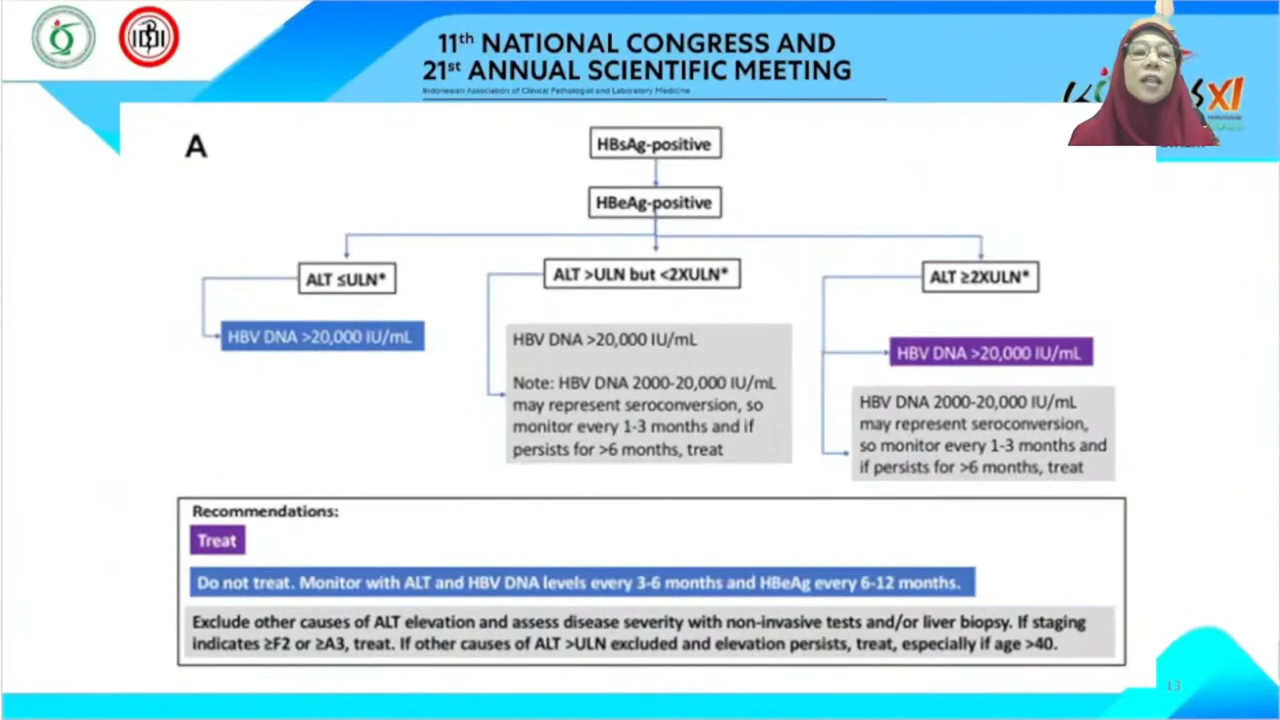 11th NATIONAL CONGRESS AND
21st ANNUAL SCIENTIFIC MEETING
Indonesian Association of Clinical Pathologist and Laboratory Medicine
XI
A
HBsAg-positive
HBeAg-positive
ALT ≤ULN*
ALT >ULN but <2XULN*
ALT ≥2XULN*
HBV DNA >20,000 IU/mL
HBV DNA >20,000 IU/mL
Note: HBV DNA 2000-20,000 IU/mL
may represent seroconversion, so
monitor every 1-3 months and if
persists for >6 months, treat
HBV DNA >20,000 IU/mL
HBV DNA 2000-20,000 IU/mL
may represent seroconversion,
so monitor every 1-3 months and
if persists for >6 months, treat
Recommendations:
Treat
Do not treat. Monitor with ALT and HBV DNA levels every 3-6 months and HBeAg every 6-12 months.
Exclude other causes of ALT elevation and assess disease severity with non-invasive tests and/or liver biopsy. If staging
indicates ≥F2 or ≥A3, treat. If other causes of ALT >ULN excluded and elevation persists, treat, especially if age >40.
13